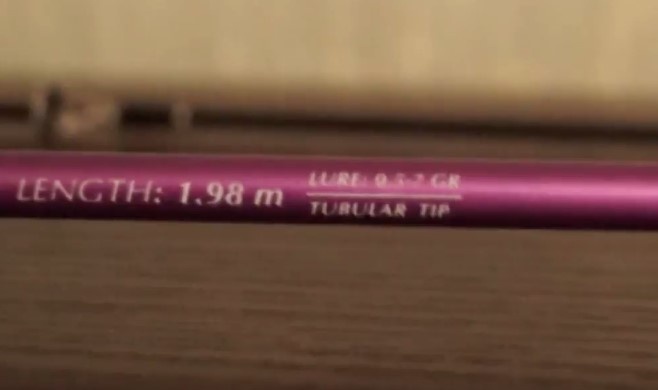 LENGTH: 1.98 m
LURE: 0.5-7 GR
TUBULAR TIP